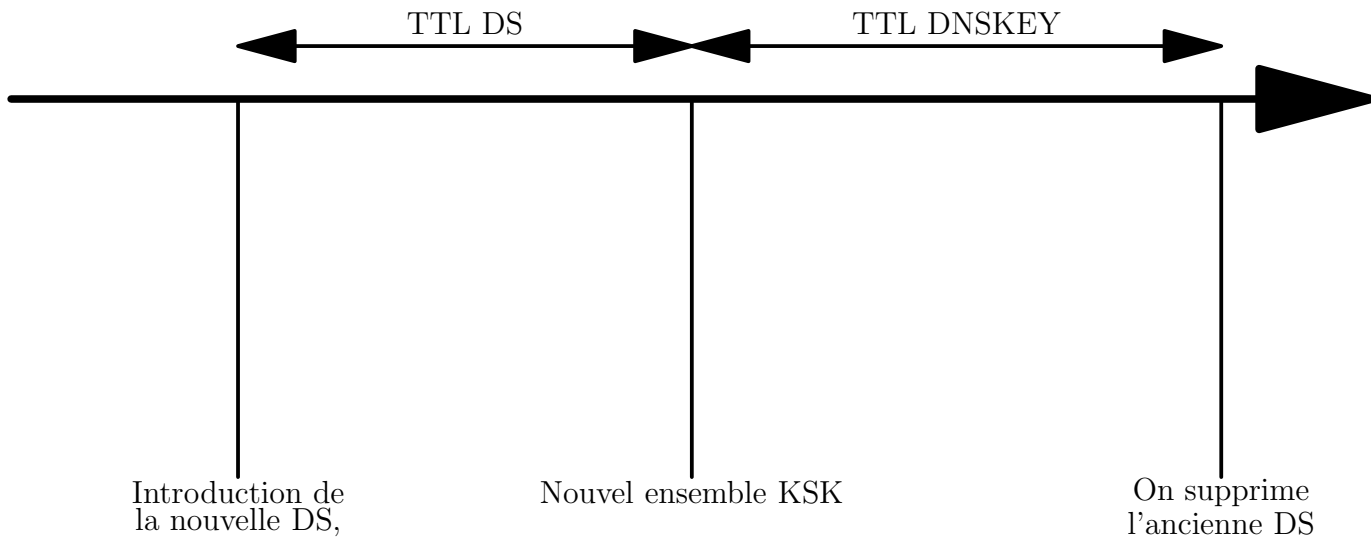 TTL DS
TTL DNSKEY
Introduction de
la nouvelle DS,
Nouvel ensemble KSK
On supprime
l'ancienne DS